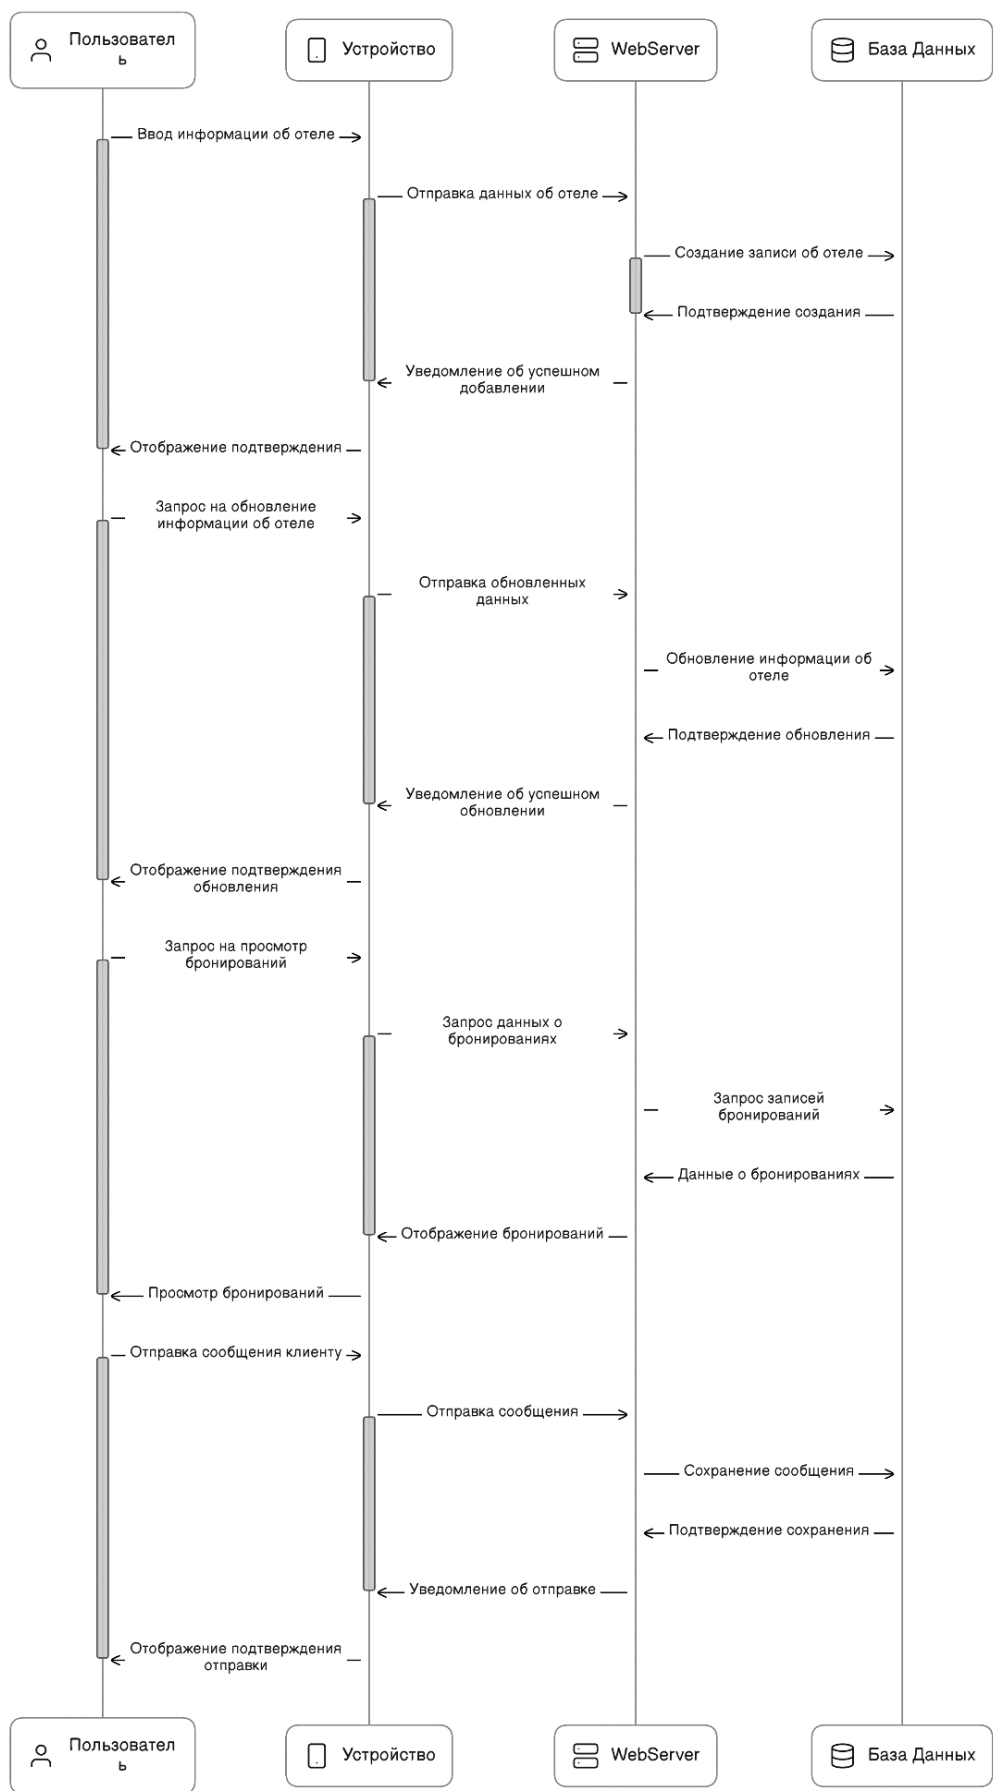 Пользовател
ь
Устройство
WebServer
База Данных
Ввод информации об отеле
Отправка данных об отеле
Создание записи об отеле
Подтверждение создания
Уведомление об успешном
добавлении
Отображение подтверждения
Запрос на обновление
информации об отеле
Отправка обновленных
данных
Обновление информации об
отеле
Подтверждение обновления
Уведомление об успешном
обновлении
Отображение подтверждения
обновления
Запрос на просмотр
бронирований
Запрос данных о
бронированиях
Запрос записей
бронирований
Данные о бронированиях
Отображение бронирований
Просмотр бронирований
Отправка сообщения клиенту
Отправка сообщения
Сохранение сообщения
Подтверждение сохранения
Уведомление об отправке
Отображение подтверждения
отправки
Пользовател
ь
Устройство
WebServer
База Данных